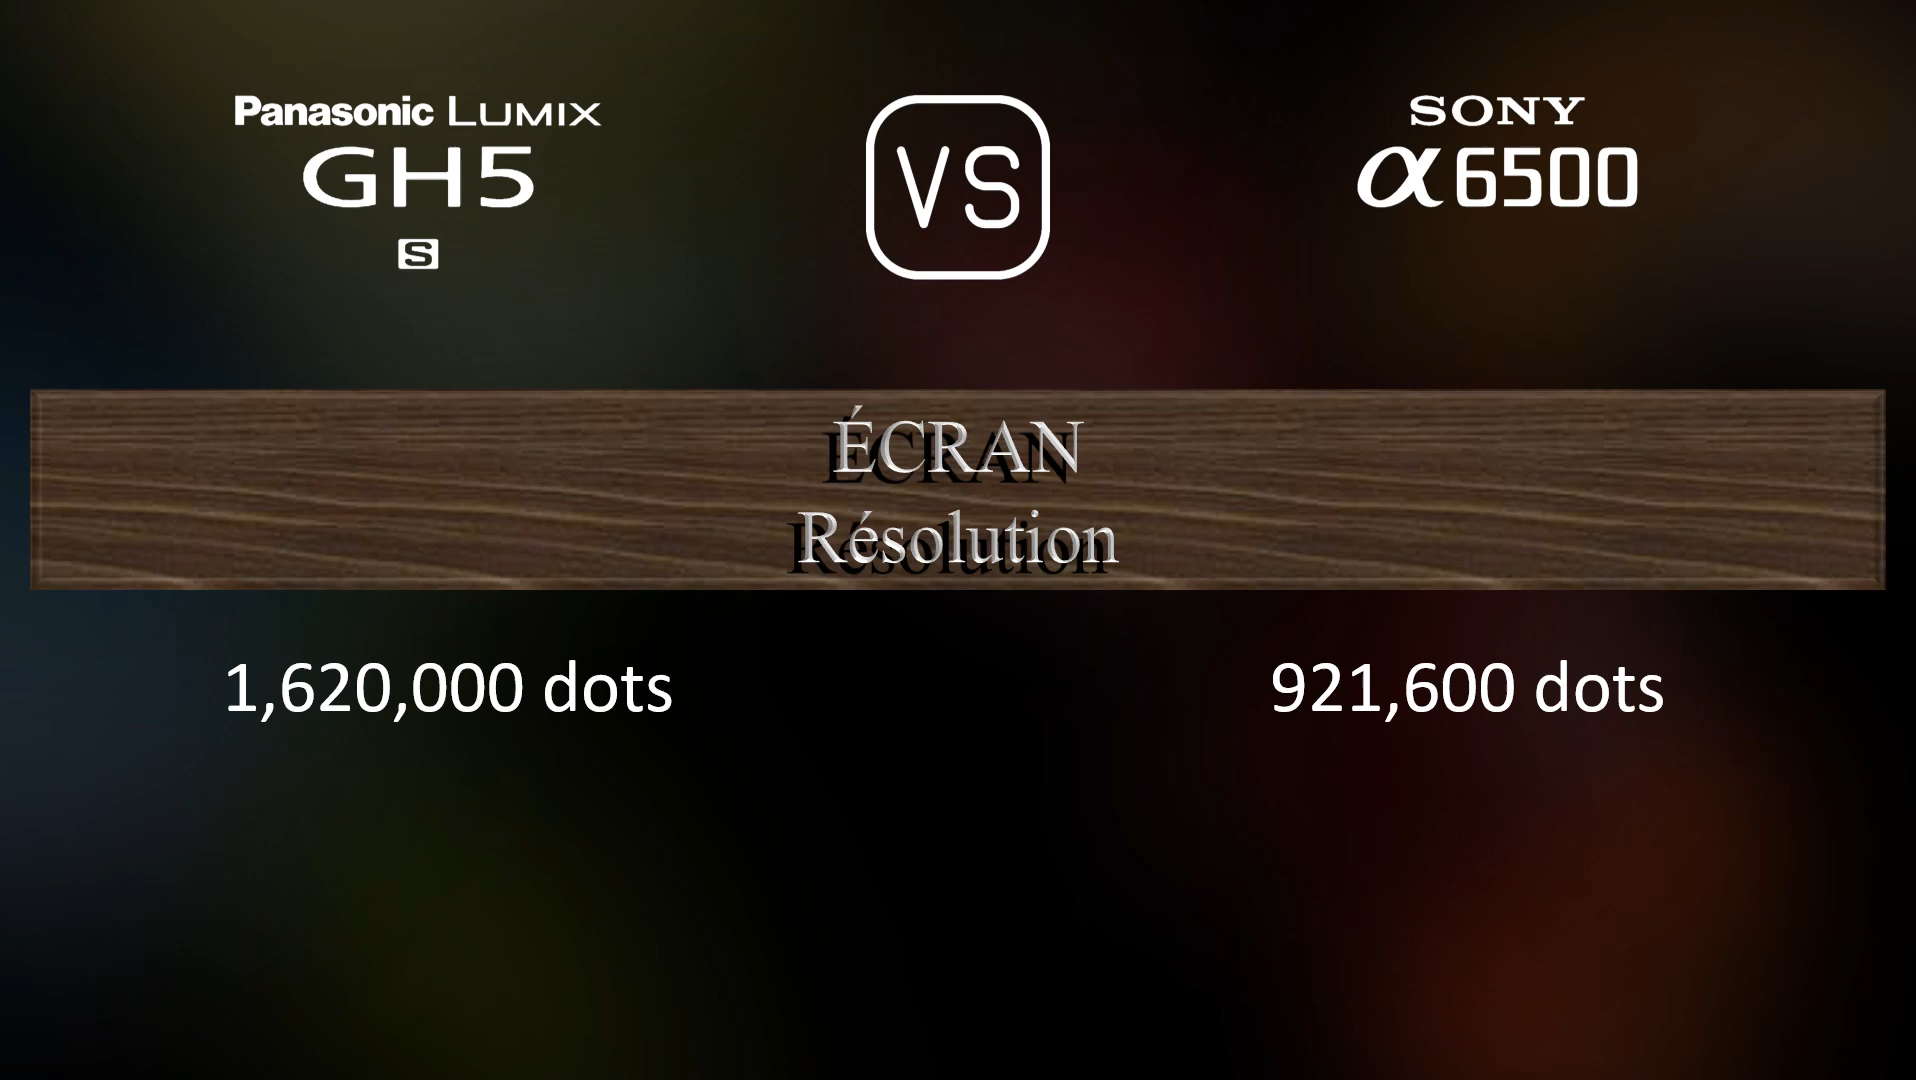 Panasonic LUMIX
GH5
S
VS
SONY
α6500
ÉCRAN
Résolution
1,620,000 dots
921,600 dots